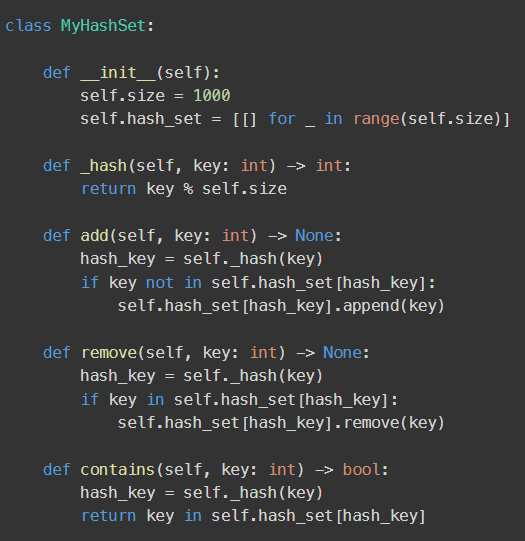 class MyHashSet:
    def __init__(self):
        self.size = 1000
        self.hash_set = [[] for _ in range(self.size)]
    def _hash(self, key: int) -> int:
        return key % self.size
    def add(self, key: int) -> None:
        hash_key = self._hash(key)
        if key not in self.hash_set[hash_key]:
            self.hash_set[hash_key].append(key)
    def remove(self, key: int) -> None:
        hash_key = self._hash(key)
        if key in self.hash_set[hash_key]:
            self.hash_set[hash_key].remove(key)
    def contains(self, key: int) -> bool:
        hash_key = self._hash(key)
        return key in self.hash_set[hash_key]